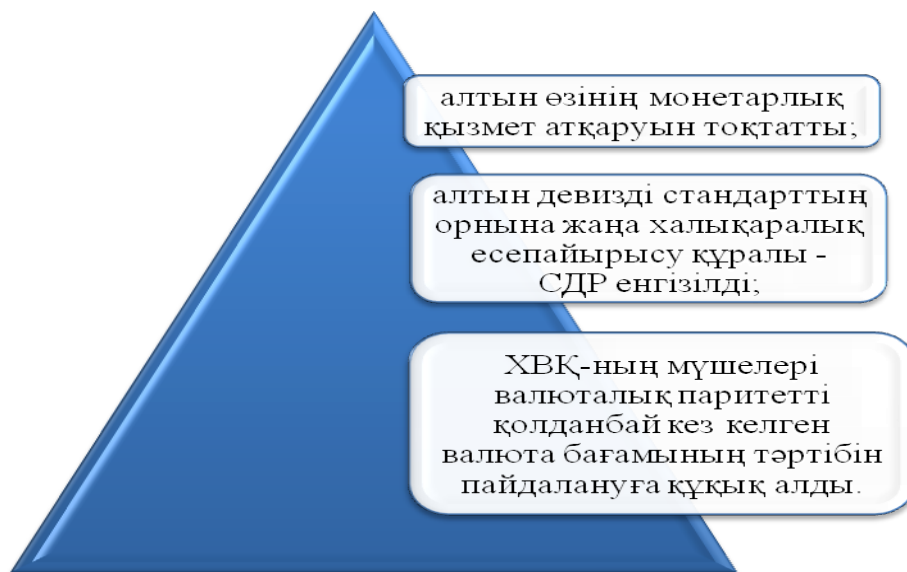 алтын өзінің монетарлық
қызмет атқаруын тоқтатты;
алтын девизді стандарттың
орнына жаңа халықаралық
есепайырысу құралы -
СДР енгізілді;
ХВҚ-ның мүшелері
валюталық паритетті
қолданбай кез келген
валюта бағамының тәртібін
пайдалануға құқық алды.